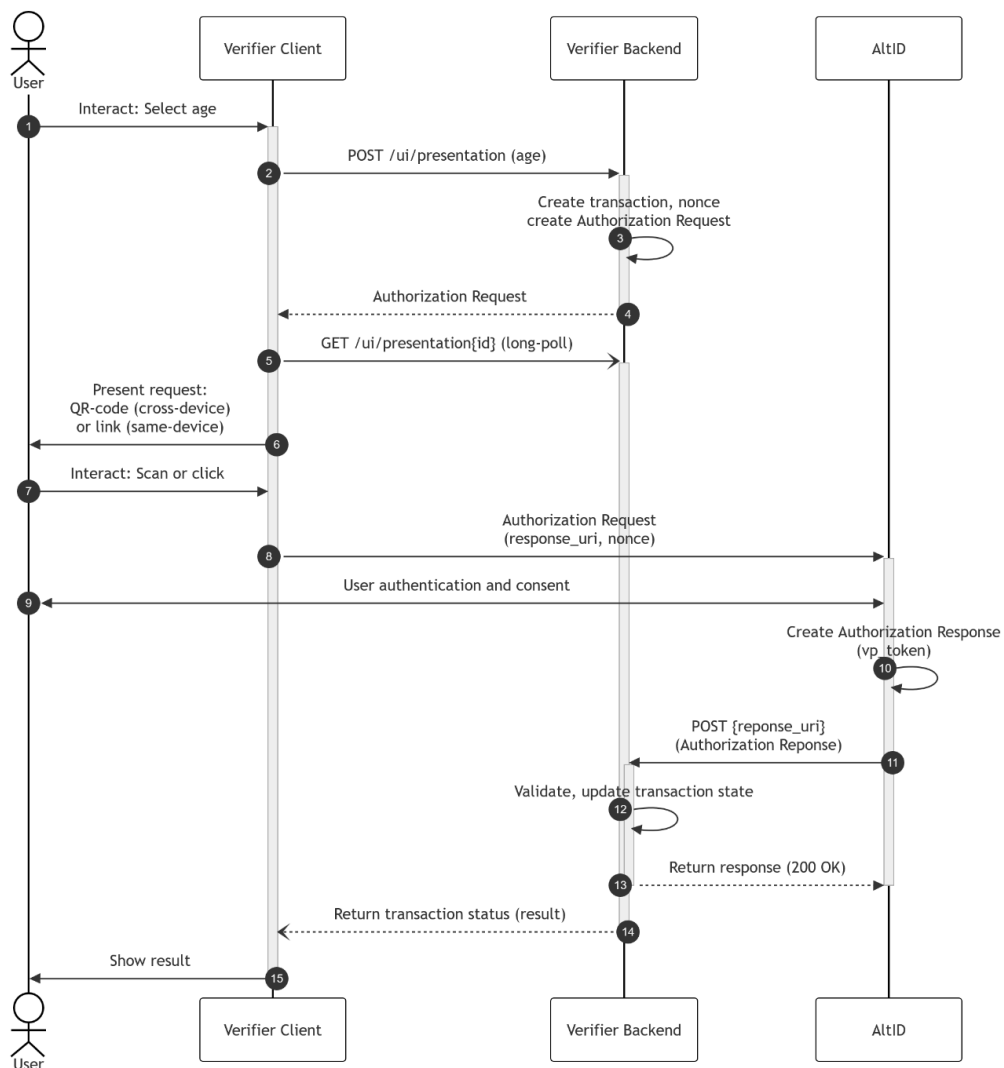 Verifier Client
Verifier Backend
AltID
User
Interact: Select age
1
POST /ui/presentation (age)
2
Create transaction, nonce
create Authorization Request
3
Authorization Request
4
GET /ui/presentation{id} (long-poll)
5
Present request:
QR-code (cross-device)
or link (same-device)
6
Interact: Scan or click
7
Authorization Request
(response_uri, nonce)
8
User authentication and consent
9
Create Authorization Response
(vp_token)
10
POST {reponse_uri}
(Authorization Reponse)
11
Validate, update transaction state
12
Return response (200 OK)
13
Return transaction status (result)
14
Show result
15
Verifier Client
Verifier Backend
AltID
User